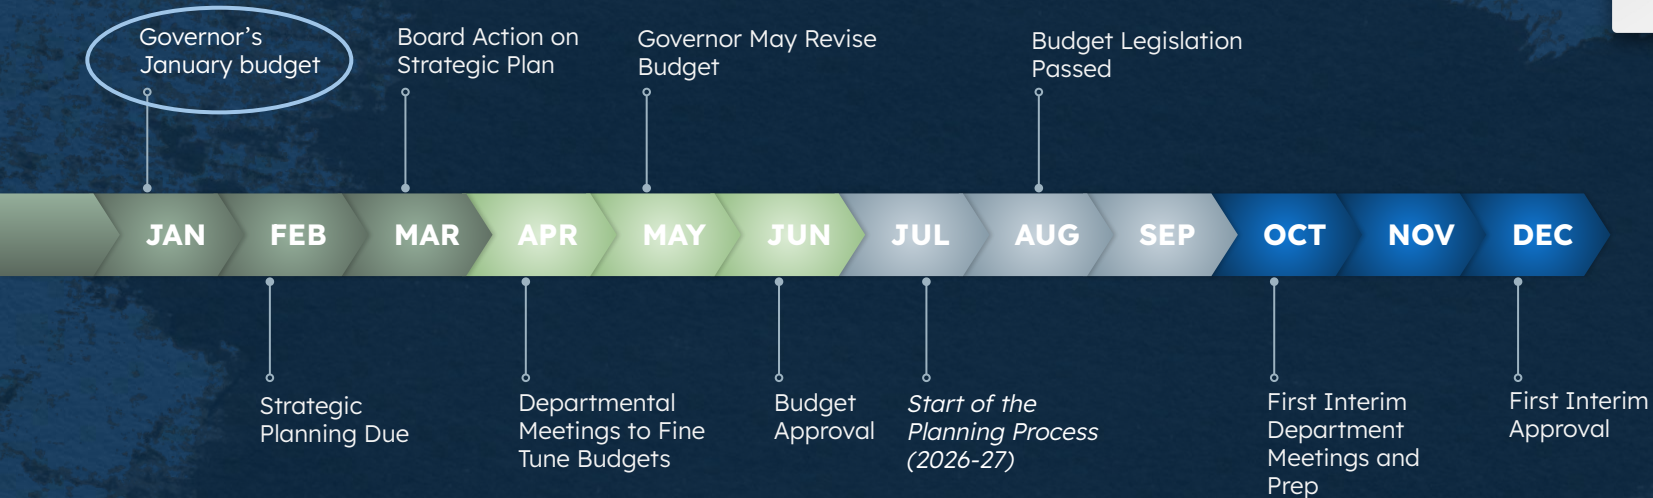 Governor's
January budget
Board Action on
Strategic Plan
Governor May Revise
Budget
Budget Legislation
Passed
JAN
FEB
MAR
APR
MAY
JUN
JUL
AUG
SEP
OCT
NOV
DEC
Strategic
Planning Due
Departmental
Meetings to Fine
Tune Budgets
Budget
Approval
Start of the
Planning Process
(2026-27)
First Interim
Department
Meetings and
Prep
First Interim
Approval